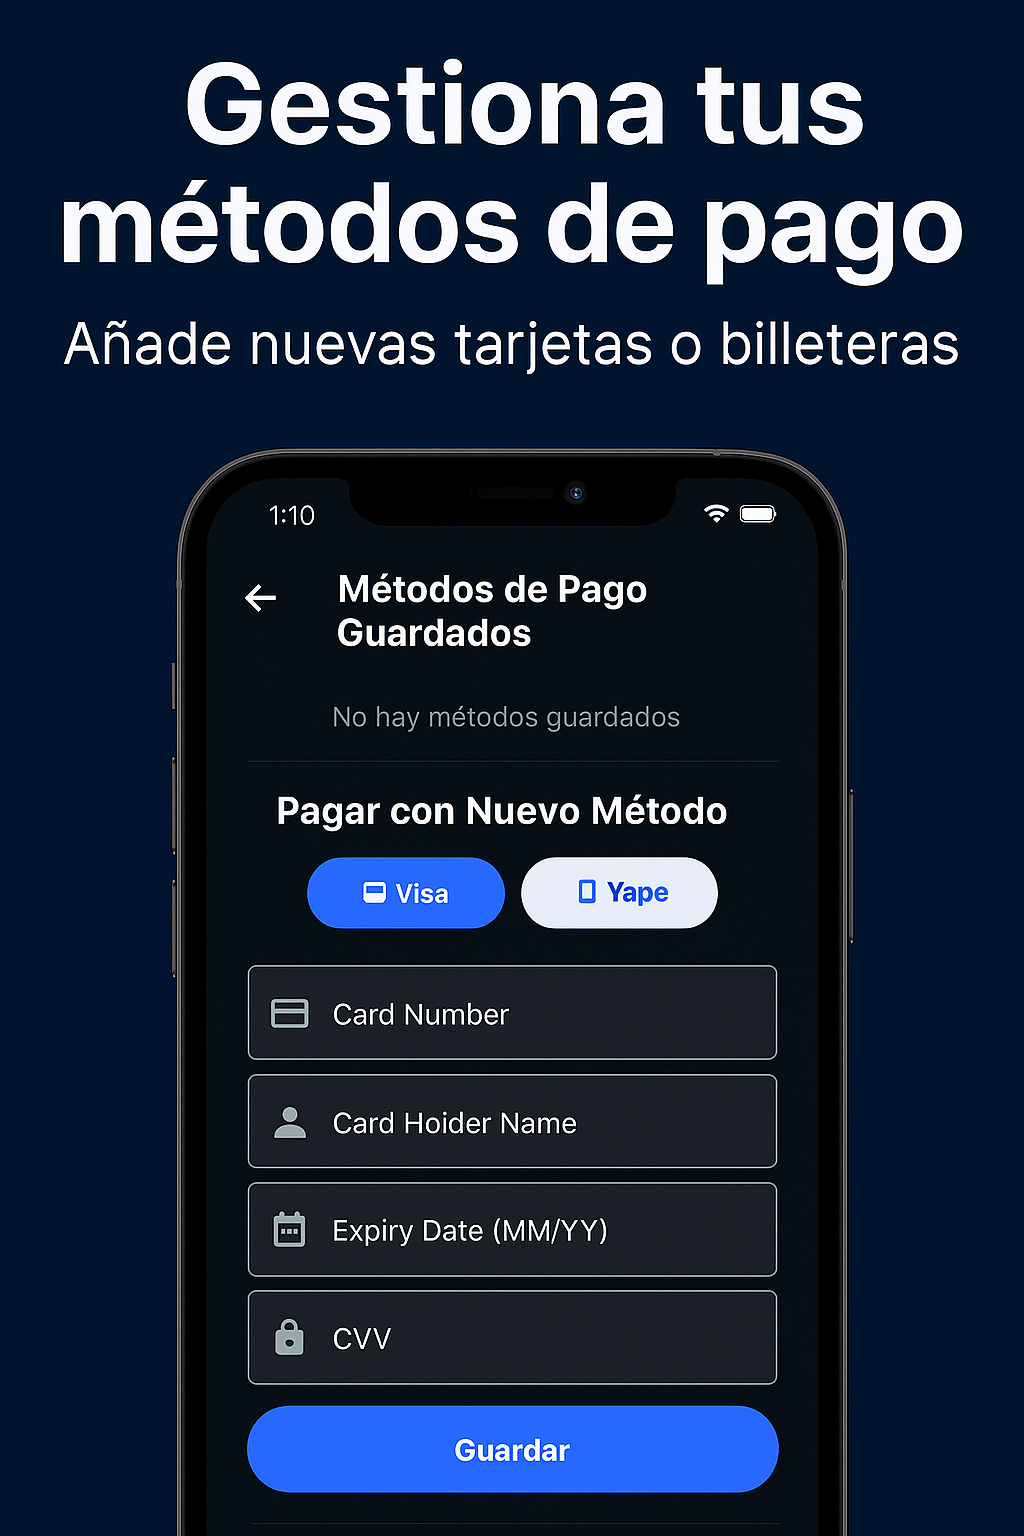 Gestiona tus
métodos de pago
Añade nuevas tarjetas o billeteras
1:10
Métodos de Pago
Guardados
No hay métodos guardados
Pagar con Nuevo Método
Visa
Yape
Card Number
Card Hoider Name
Expiry Date (MM/YY)
CVV
Guardar